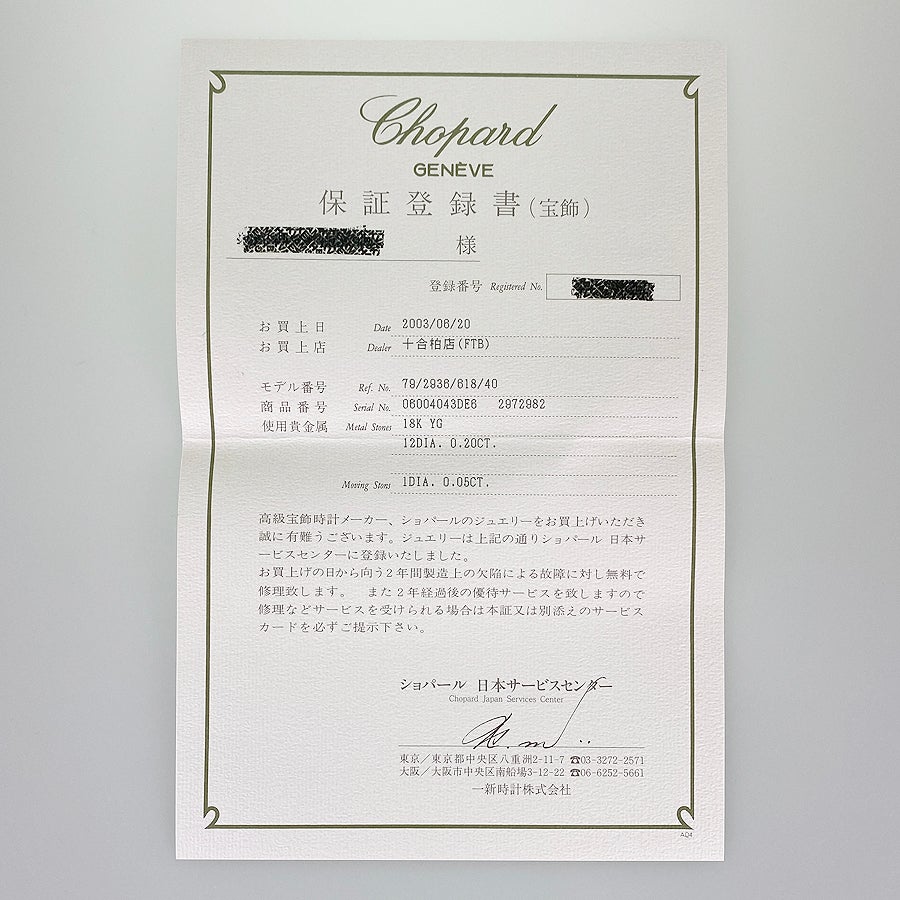 Chopard
GENÈVE
保証登録書(宝飾)
様
登録番号 Registered No.
お買上日 Date 2003/06/20
お買上店 Dealer 十合柏店(FTB)
モデル番号 Ref. No. 79/2936/618/40
商品番号 Serial No. 06004043DE6 2972982
使用貴金属 Metal Stones 18K YG
12DIA. 0.20CT.
Moving Stons 1DIA. 0.05CT.
高級宝飾時計メーカー、ショパールのジュエリーをお買上げいただき
誠に有難うございます。ジュエリーは上記の通りショパール 日本サ
ービスセンターに登録いたしました。
お買上げの日から向う2年間製造上の欠陥による故障に対し無料で
修理致します。 また2年経過後の優待サービスを致しますので
修理などサービスを受けられる場合は本証又は別添えのサービス
カードを必ずご提示下さい。
ショパール 日本サービスセンター
Chopard Japan Services Center
東京/東京都中央区八重洲2-11-7 ☎03-3272-2571
大阪/大阪市中央区南船場3-12-22 ☎06-6252-5661
一新時計株式会社
AD4